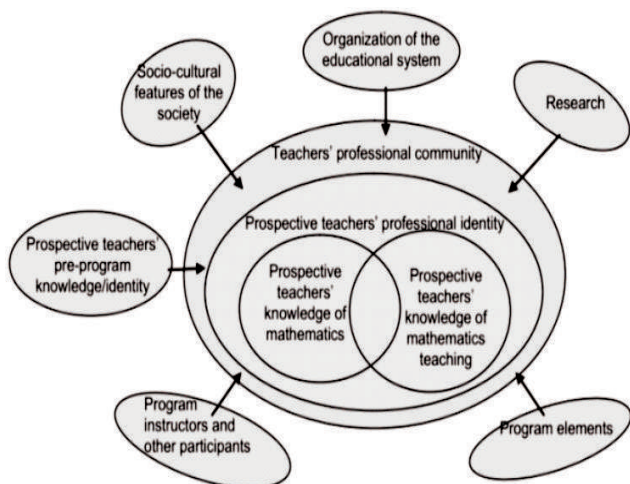 Organization of the
educational system
Socio-cultural
features of the
society
Research
Teachers' professional community
Prospective teachers' professional identity
Prospective teachers'
pre-program
knowledge/identity
Prospective
teachers'
knowledge of
mathematics
Prospective
teachers'
knowledge of
mathematics
teaching
Program
instructors and
other participants
Program elements